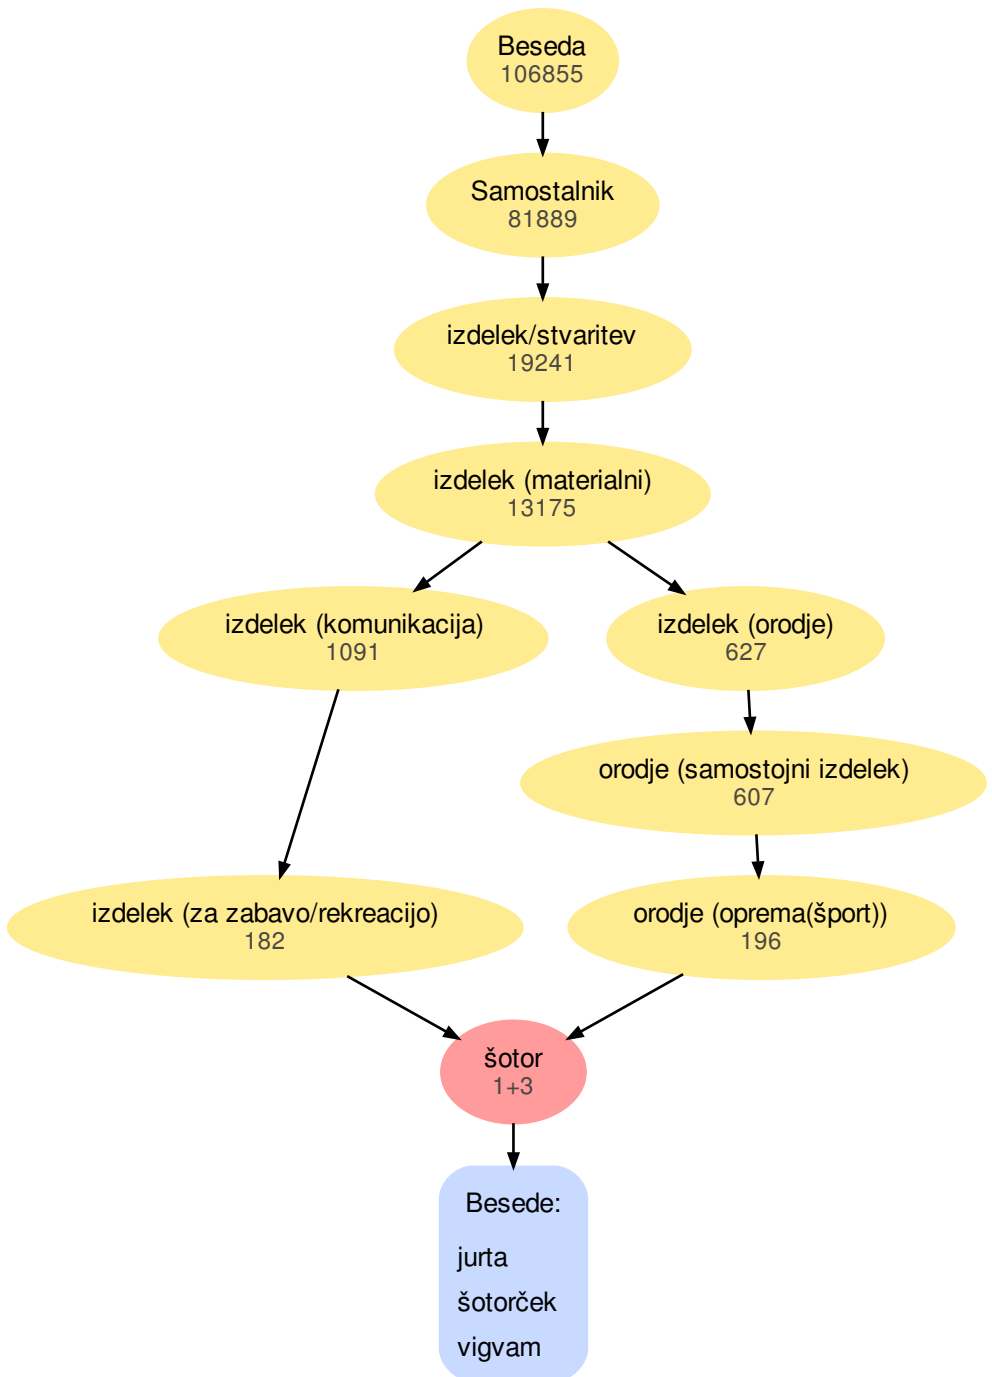 Beseda
106855
Samostalnik
81889
izdelek/stvaritev
19241
izdelek (materialni)
13175
izdelek (komunikacija)
1091
izdelek (orodje)
627
orodje (samostojni izdelek)
607
izdelek (za zabavo/rekreacijo)
182
orodje (oprema(šport))
196
šotor
1+3
Besede:
jurta
šotorček
vigvam